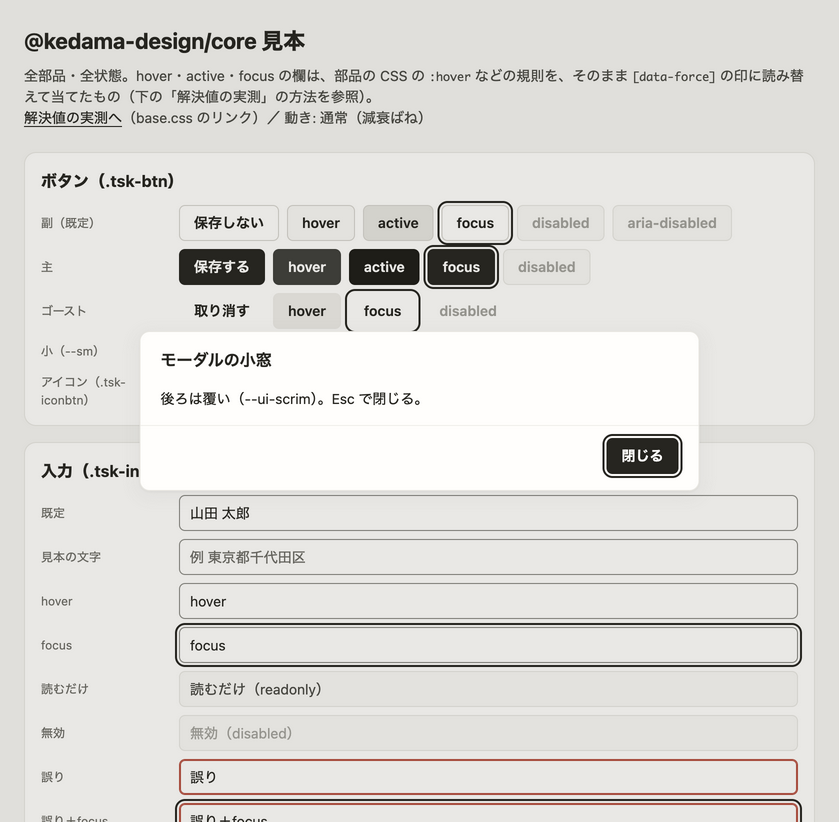 @kedama-design/core 見本
全部品・全状態。hover・active・focus の欄は、部品の CSS の :hover などの規則を、そのまま [data-force] の印に読み替
えて当てたもの（下の「解決値の実測」の方法を参照）。
解決値の実測へ（base.css のリンク）／ 動き: 通常（減衰ばね）
ボタン（.tsk-btn）
副（既定） 保存しない hover active focus disabled aria-disabled
主 保存する hover active focus disabled
ゴースト 取り消す hover focus disabled
小（--sm）
アイコン（.tsk-
iconbtn）
モーダルの小窓
後ろは覆い（--ui-scrim）。Esc で閉じる。
閉じる
入力（.tsk-in
既定 山田 太郎
見本の文字 例 東京都千代田区
hover hover
focus focus
読むだけ 読むだけ（readonly）
無効 無効（disabled）
誤り 誤り
誤り＋focus 誤り＋focus